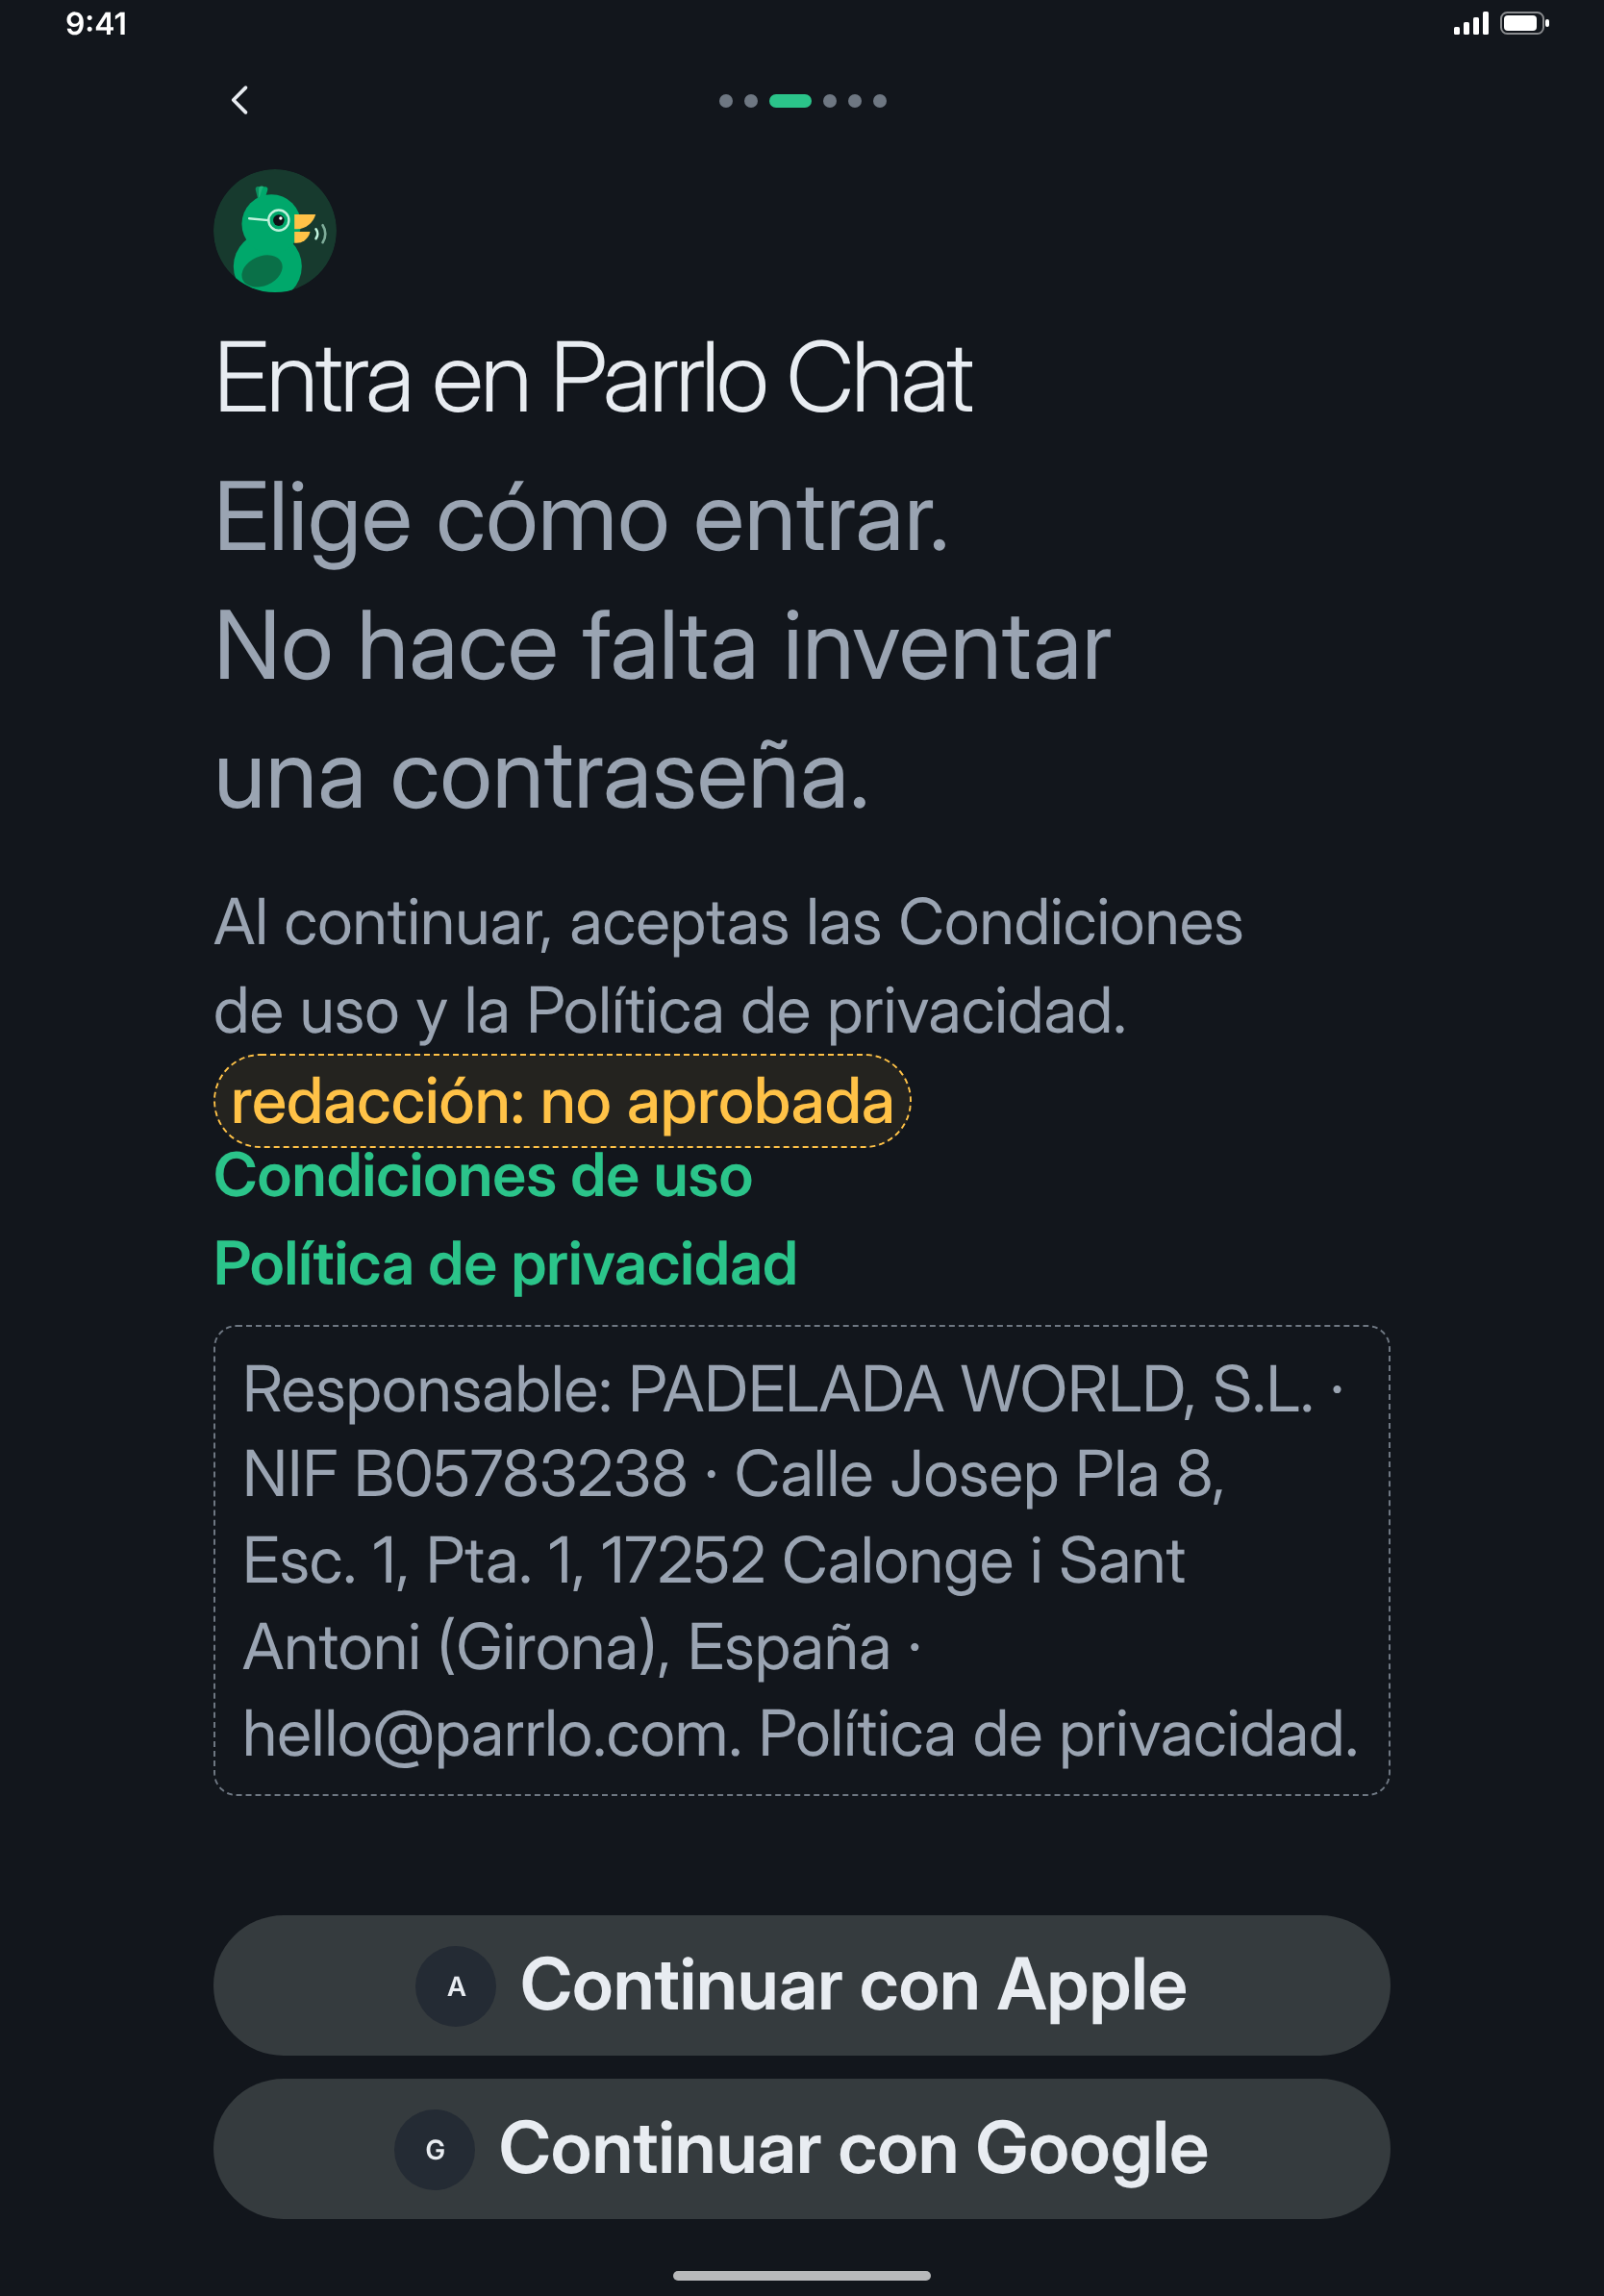 9:41
Entra en Parrlo Chat
Elige cómo entrar.
No hace falta inventar
una contraseña.
Al continuar, aceptas las Condiciones
de uso y la Política de privacidad.
redacción: no aprobada
Condiciones de uso
Política de privacidad
Responsable: PADELADA WORLD, S.L. ·
NIF B05783238 · Calle Josep Pla 8,
Esc. 1, Pta. 1, 17252 Calonge i Sant
Antoni (Girona), España ·
hello@parrlo.com. Política de privacidad.
A Continuar con Apple
G Continuar con Google